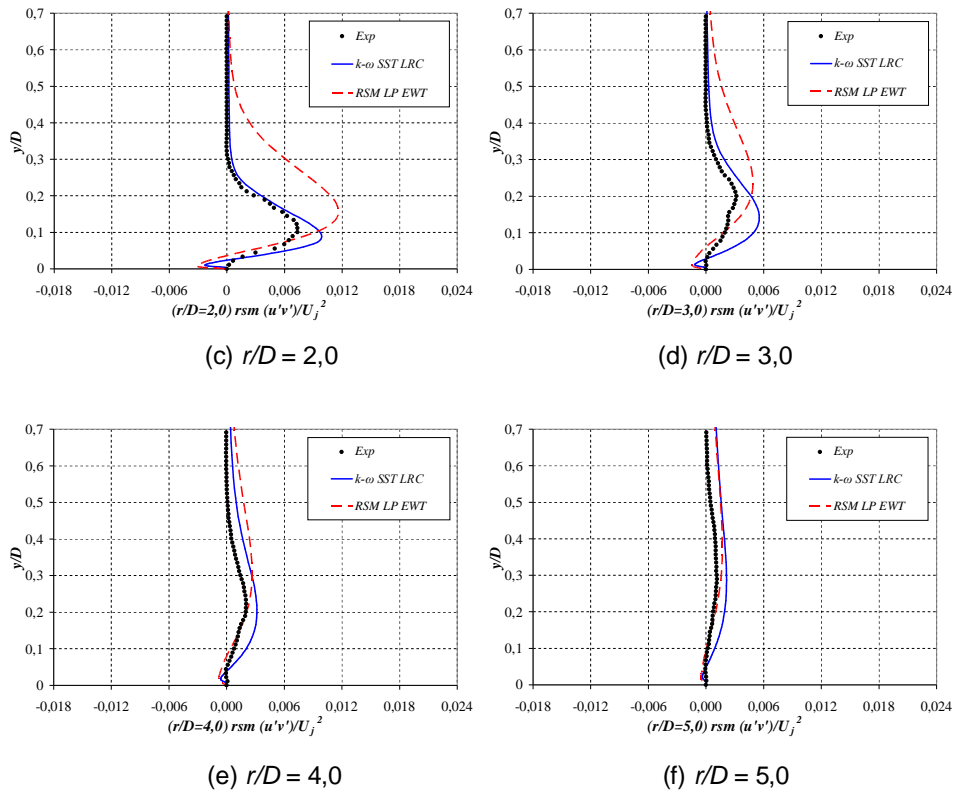 0,7
0,6
0,5
0,4
0,3
0,2
0,1
0
y/D
Exp
k-ω SST LRC
RSM LP EWT
-0,018 -0,012 -0,006 0 0,006 0,012 0,018 0,024
(r/D=2,0) rsm (u'v')/U_j^2
(c) r/D = 2,0
0,7
0,6
0,5
0,4
0,3
0,2
0,1
0
y/D
Exp
k-ω SST LRC
RSM LP EWT
-0,018 -0,012 -0,006 0,000 0,006 0,012 0,018 0,024
(r/D=3,0) rsm (u'v')/U_j^2
(d) r/D = 3,0
0,7
0,6
0,5
0,4
0,3
0,2
0,1
0
y/D
Exp
k-ω SST LRC
RSM LP EWT
-0,018 -0,012 -0,006 0 0,006 0,012 0,018 0,024
(r/D=4,0) rsm (u'v')/U_j^2
(e) r/D = 4,0
0,7
0,6
0,5
0,4
0,3
0,2
0,1
0
y/D
Exp
k-ω SST LRC
RSM LP EWT
-0,018 -0,012 -0,006 0,000 0,006 0,012 0,018 0,024
(r/D=5,0) rsm (u'v')/U_j^2
(f) r/D = 5,0